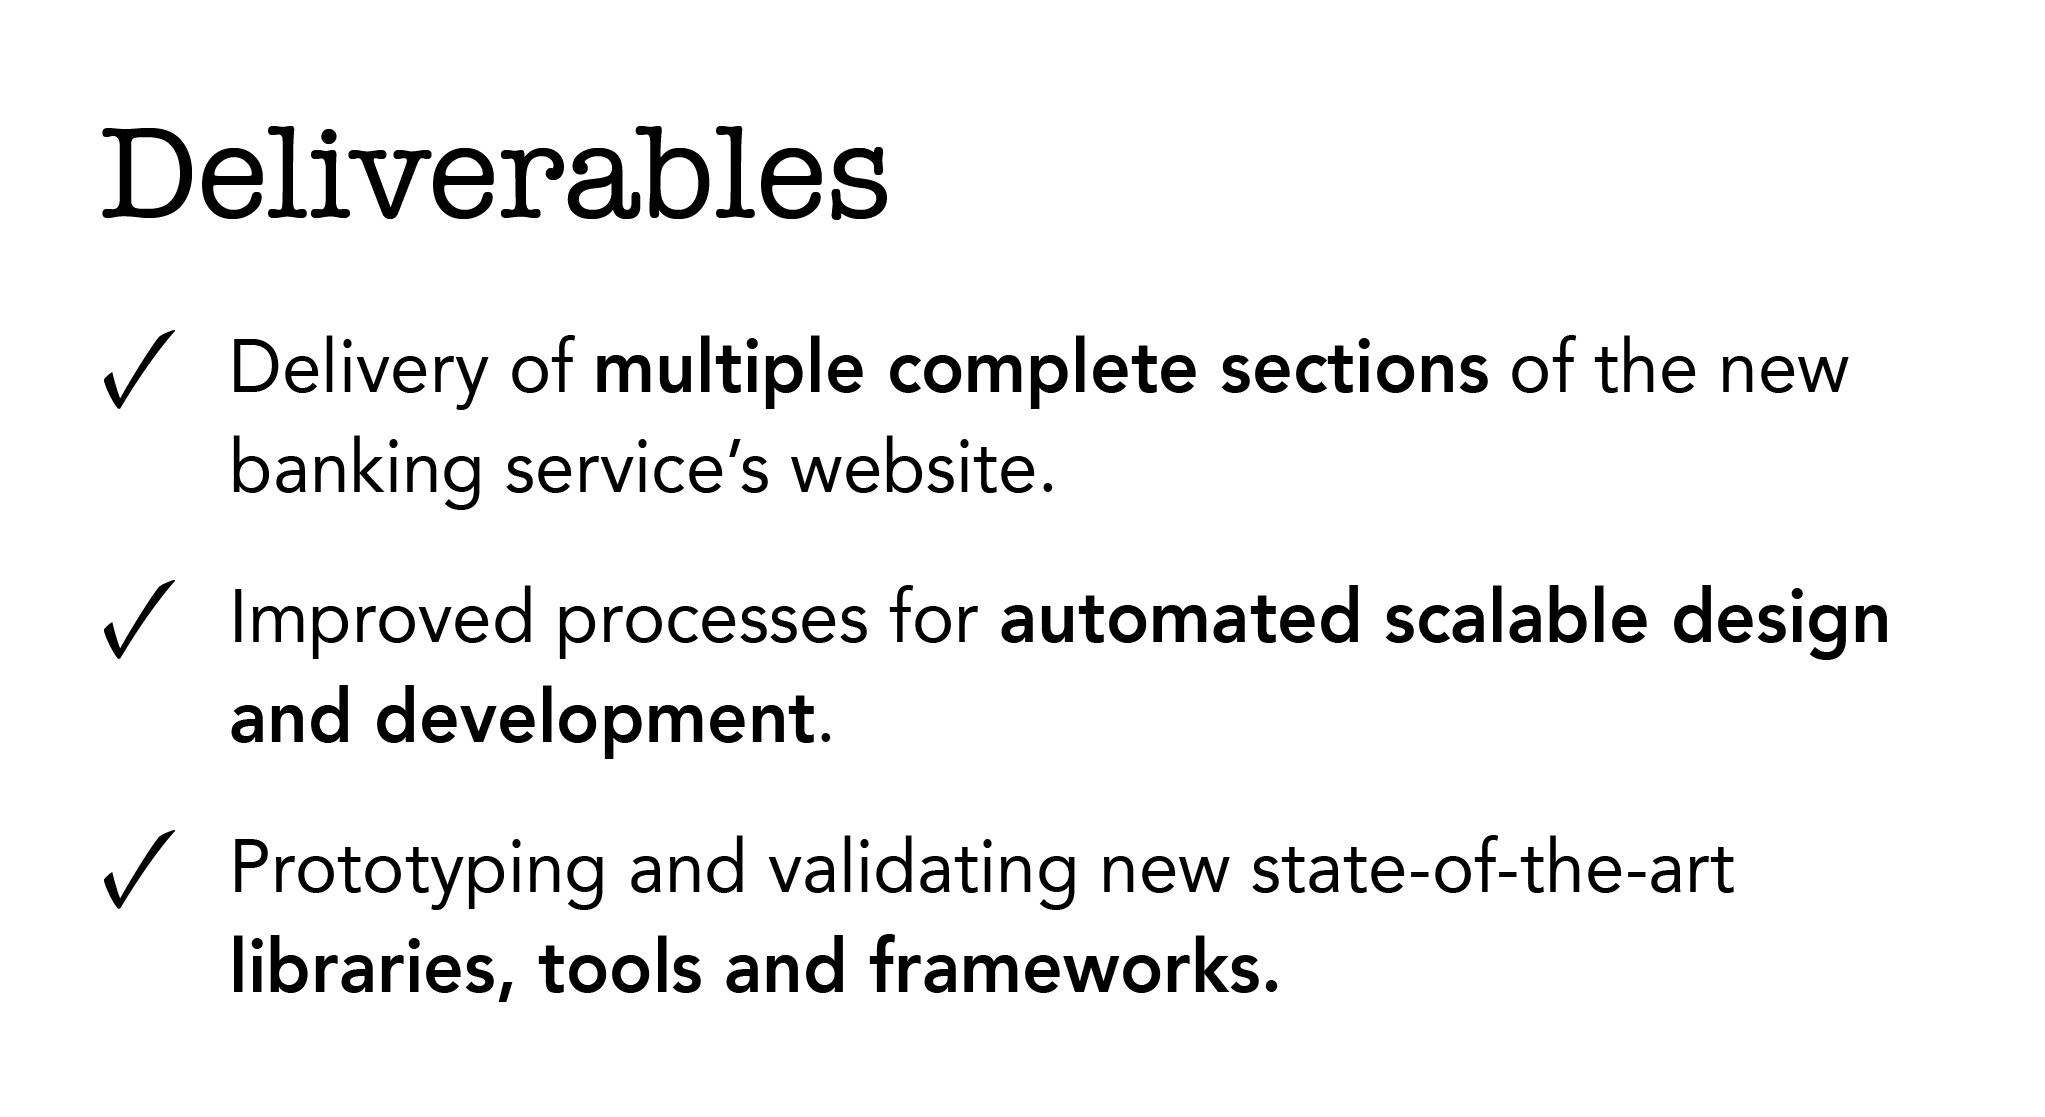 Deliverables
✓ Delivery of multiple complete sections of the new
banking service’s website.
✓ Improved processes for automated scalable design
and development.
✓ Prototyping and validating new state-of-the-art
libraries, tools and frameworks.